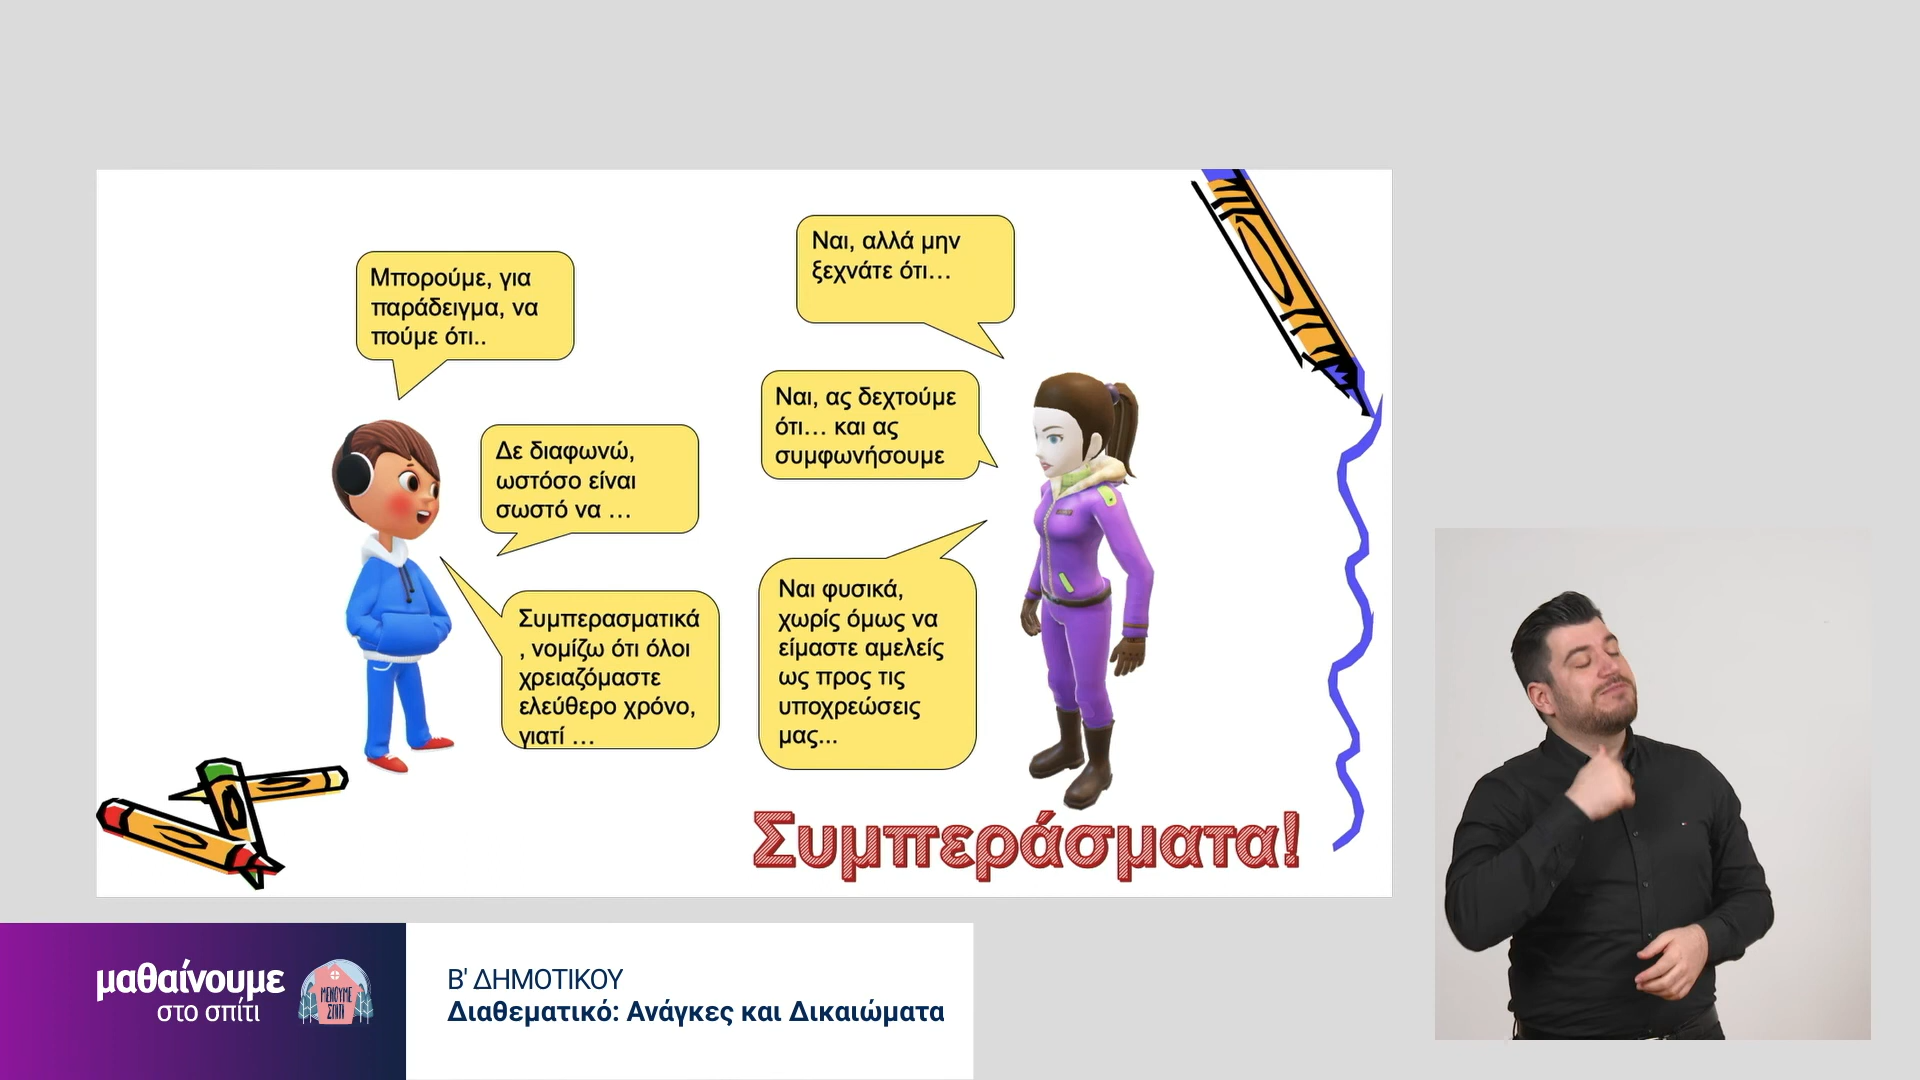 Μπορούμε, για
παράδειγμα, να
πούμε ότι..
Δε διαφωνώ,
ωστόσο είναι
σωστό να …
Συμπερασματικά
, νομίζω ότι όλοι
χρειαζόμαστε
ελεύθερο χρόνο,
γιατί …
Ναι, αλλά μην
ξεχνάτε ότι…
Ναι, ας δεχτούμε
ότι… και ας
συμφωνήσουμε
Ναι φυσικά,
χωρίς όμως να
είμαστε αμελείς
ως προς τις
υποχρεώσεις
μας...
Συμπεράσματα!
μαθαίνουμε
στο σπίτι
ΜΕΝΟΥΜΕ
ΣΠΙΤΙ
Β' ΔΗΜΟΤΙΚΟΥ
Διαθεματικό: Ανάγκες και Δικαιώματα